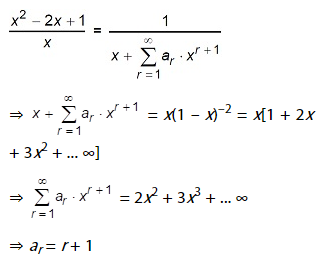 (x² – 2x + 1)/x = 1/(x + ∑_{r = 1}^{∞} a_r · x^{r + 1})
⇒ x + ∑_{r = 1}^{∞} a_r · x^{r + 1} = x(1 – x)^{–2} = x[1 + 2x
+ 3x² + ... ∞]
⇒ ∑_{r = 1}^{∞} a_r · x^{r + 1} = 2x² + 3x³ + ... ∞
⇒ a_r = r + 1